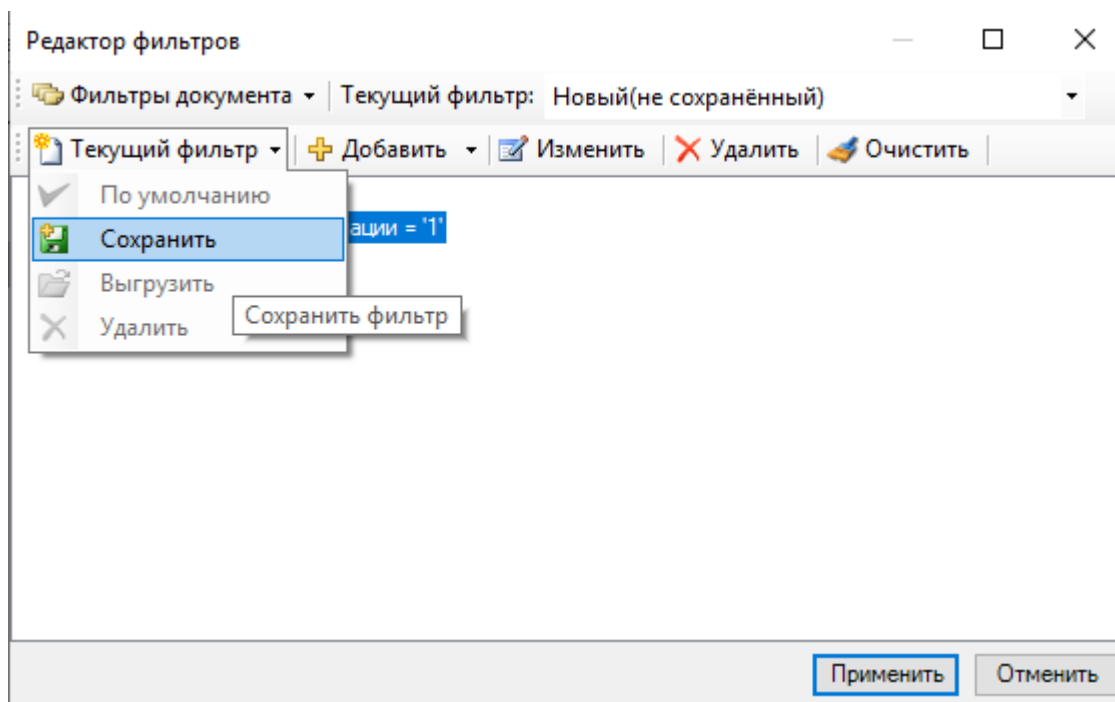 Редактор фильтров
Фильтры документа Текущий фильтр: Новый(не сохранённый)
Текущий фильтр Добавить Изменить Удалить Очистить
По умолчанию
Сохранить
= '1'
Выгрузить
Удалить
Сохранить фильтр
Применить Отменить